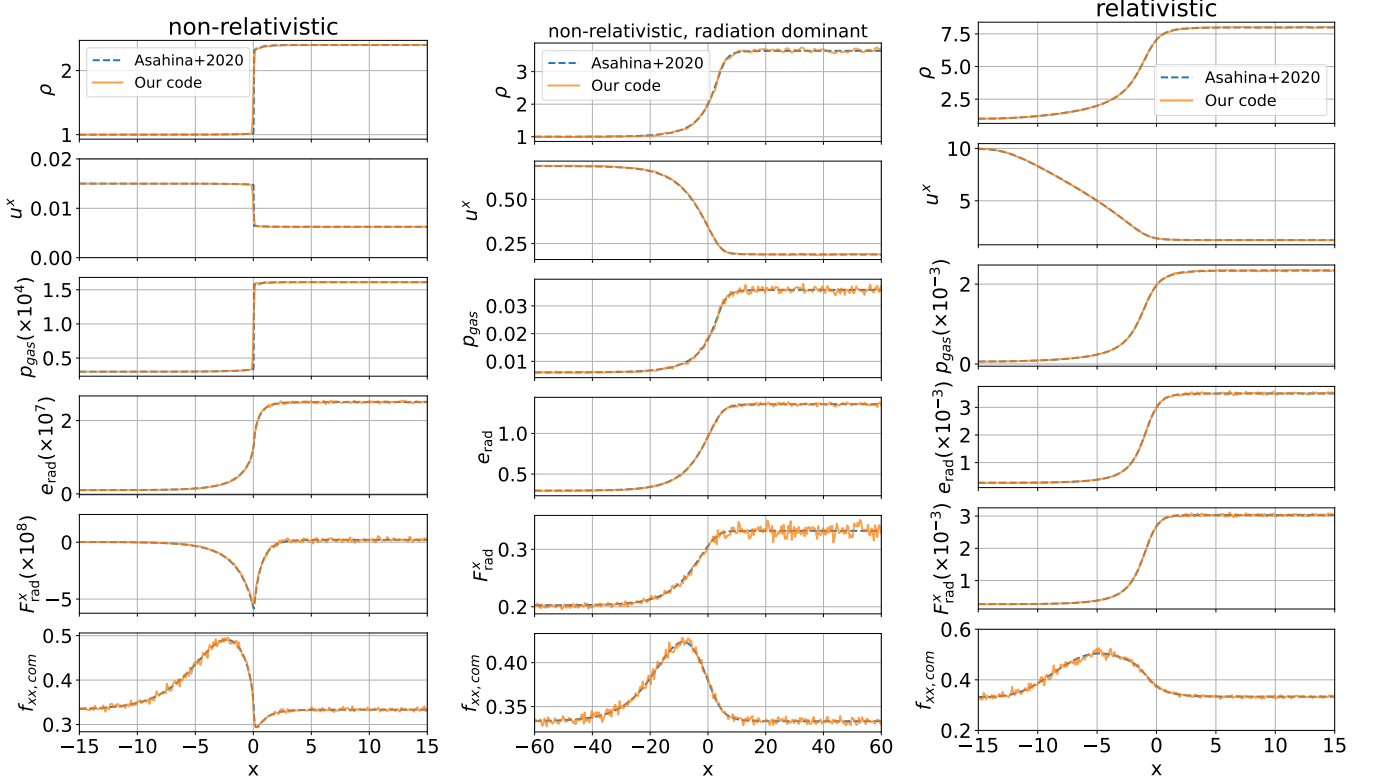 non-relativistic
Asahina+2020
Our code
ρ
2
1
u^x
0.02
0.01
0.00
p_gas(×10^4)
1.5
1.0
0.5
e_rad(×10^7)
2
0
F^x_rad(×10^8)
0
−5
f_xx,com
0.5
0.4
0.3
−15 −10 −5 0 5 10 15
x
non-relativistic, radiation dominant
Asahina+2020
Our code
ρ
3
2
1
u^x
0.50
0.25
p_gas
0.03
0.02
0.01
e_rad
1.0
0.5
F^x_rad
0.3
0.2
f_xx,com
0.40
0.35
−60 −40 −20 0 20 40 60
x
relativistic
Asahina+2020
Our code
ρ
7.5
5.0
2.5
u^x
10
5
p_gas(×10^−3)
2
0
e_rad(×10^−3)
3
2
1
F^x_rad(×10^−3)
3
2
1
f_xx,com
0.6
0.4
0.2
−15 −10 −5 0 5 10 15
x